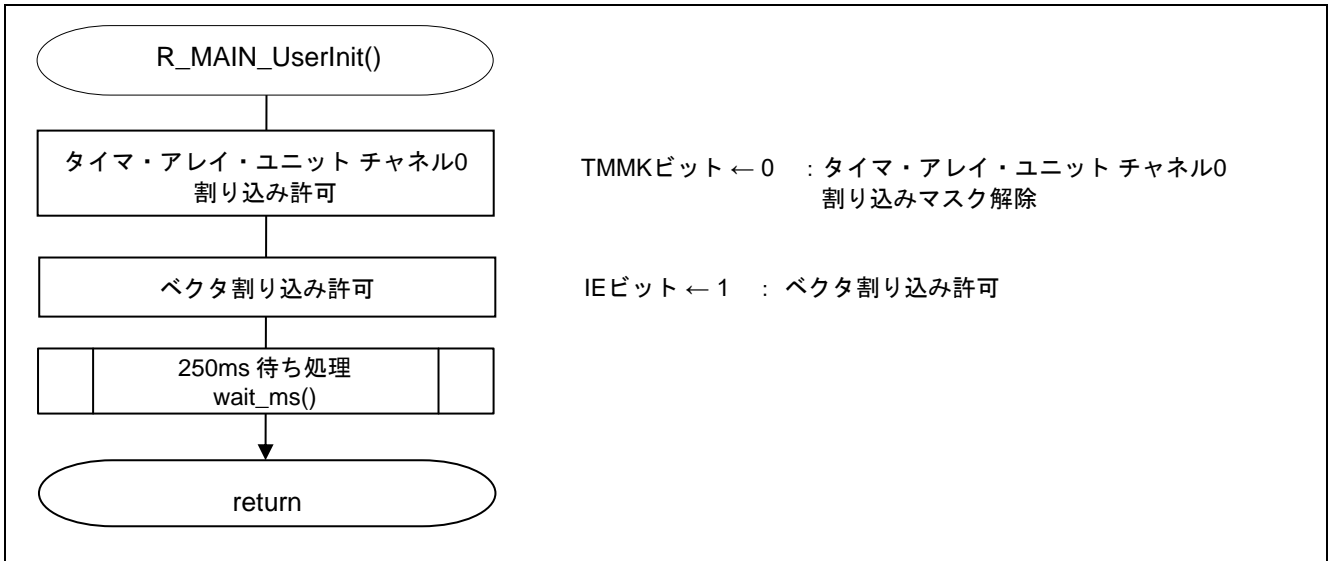 R_MAIN_UserInit()
タイマ・アレイ・ユニット チャネル0
割り込み許可
TMMKビット ← 0 : タイマ・アレイ・ユニット チャネル0
割り込みマスク解除
ベクタ割り込み許可
IEビット ← 1 : ベクタ割り込み許可
250ms 待ち処理
wait_ms()
return